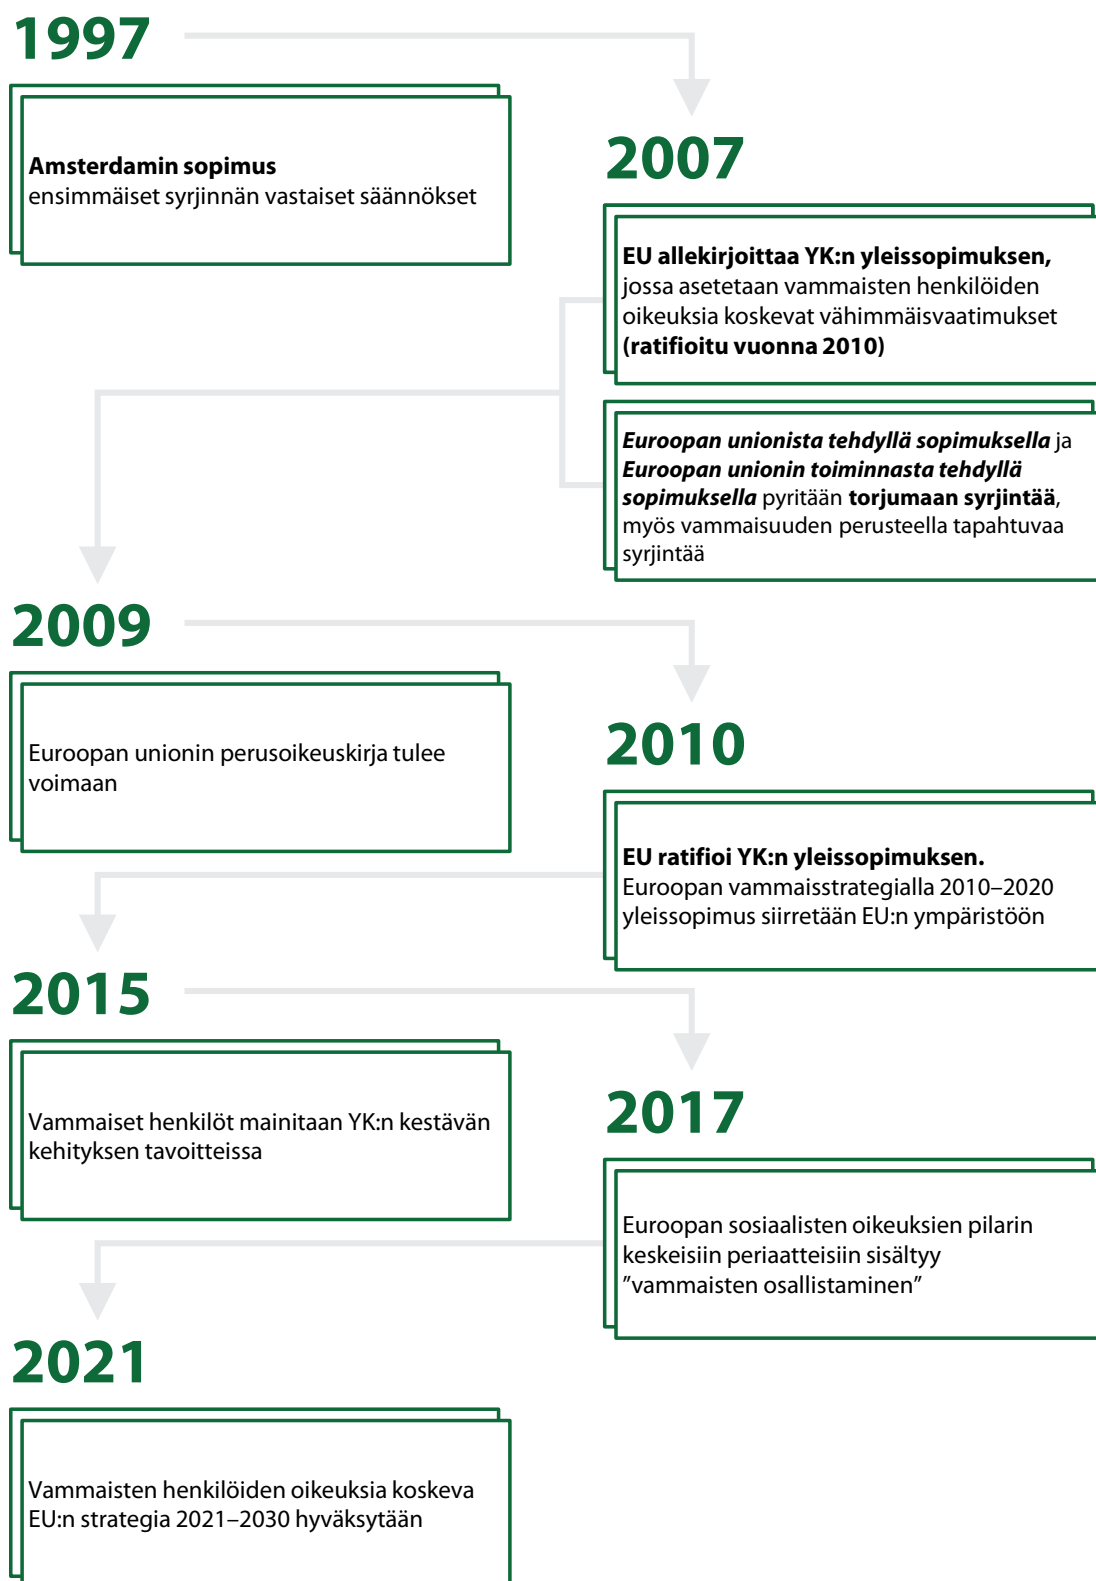 1997
Amsterdamin sopimus
ensimmäiset syrjinnän vastaiset säännökset
2007
EU allekirjoittaa YK:n yleissopimuksen,
jossa asetetaan vammaisten henkilöiden
oikeuksia koskevat vähimmäisvaatimukset
(ratifioitu vuonna 2010)
Euroopan unionista tehdyllä sopimuksella ja
Euroopan unionin toiminnasta tehdyllä
sopimuksella pyritään torjumaan syrjintää,
myös vammaisuuden perusteella tapahtuvaa
syrjintää
2009
Euroopan unionin perusoikeuskirja tulee
voimaan
2010
EU ratifioi YK:n yleissopimuksen.
Euroopan vammaisstrategialla 2010–2020
yleissopimus siirretään EU:n ympäristöön
2015
Vammaiset henkilöt mainitaan YK:n kestävän
kehityksen tavoitteissa
2017
Euroopan sosiaalisten oikeuksien pilarin
keskeisiin periaatteisiin sisältyy
”vammaisten osallistaminen”
2021
Vammaisten henkilöiden oikeuksia koskeva
EU:n strategia 2021–2030 hyväksytään